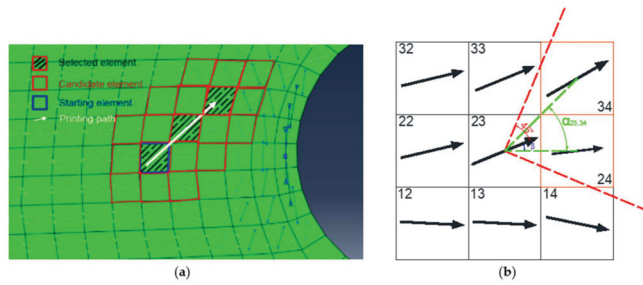 Selected element
Candidate element
Starting element
Printing path
(a)
32
33
34
22
23
α23,34
24
12
13
14
(b)